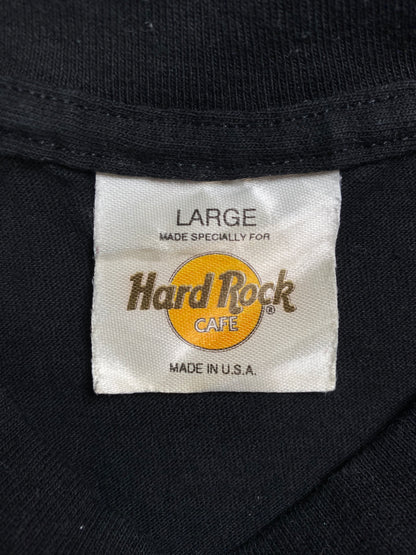 LARGE
MADE SPECIALLY FOR
Hard Rock ®
CAFE
MADE IN U.S.A.